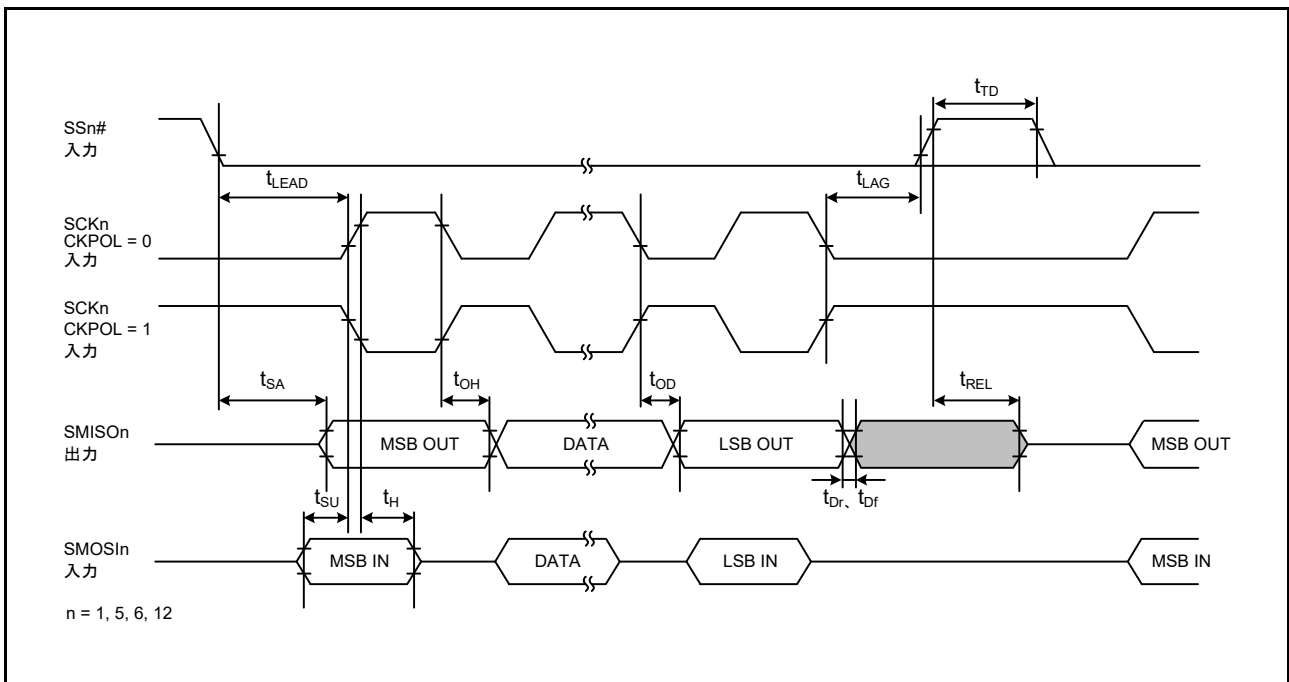 tTD
SSn#
入力
tLEAD
tLAG
SCKn
CKPOL = 0
入力
SCKn
CKPOL = 1
入力
tSA
tOH
tOD
tREL
SMISOn
出力
MSB OUT
DATA
LSB OUT
MSB OUT
tSU
tH
tDr、tDf
SMOSIn
入力
MSB IN
DATA
LSB IN
MSB IN
n = 1, 5, 6, 12